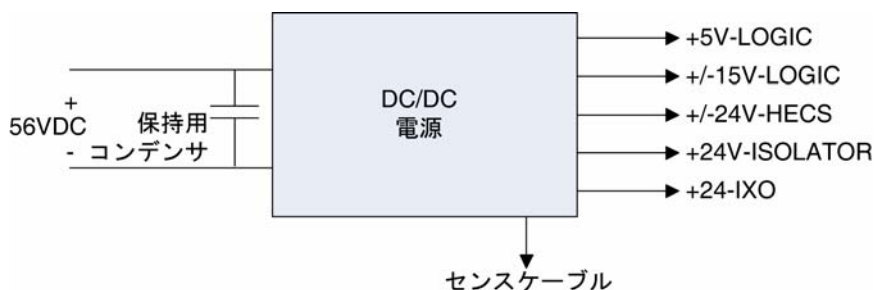 +
56VDC
-
保持用
コンデンサ
DC/DC
電源
+5V-LOGIC
+/-15V-LOGIC
+/-24V-HECS
+24V-ISOLATOR
+24-IXO
センスケーブル